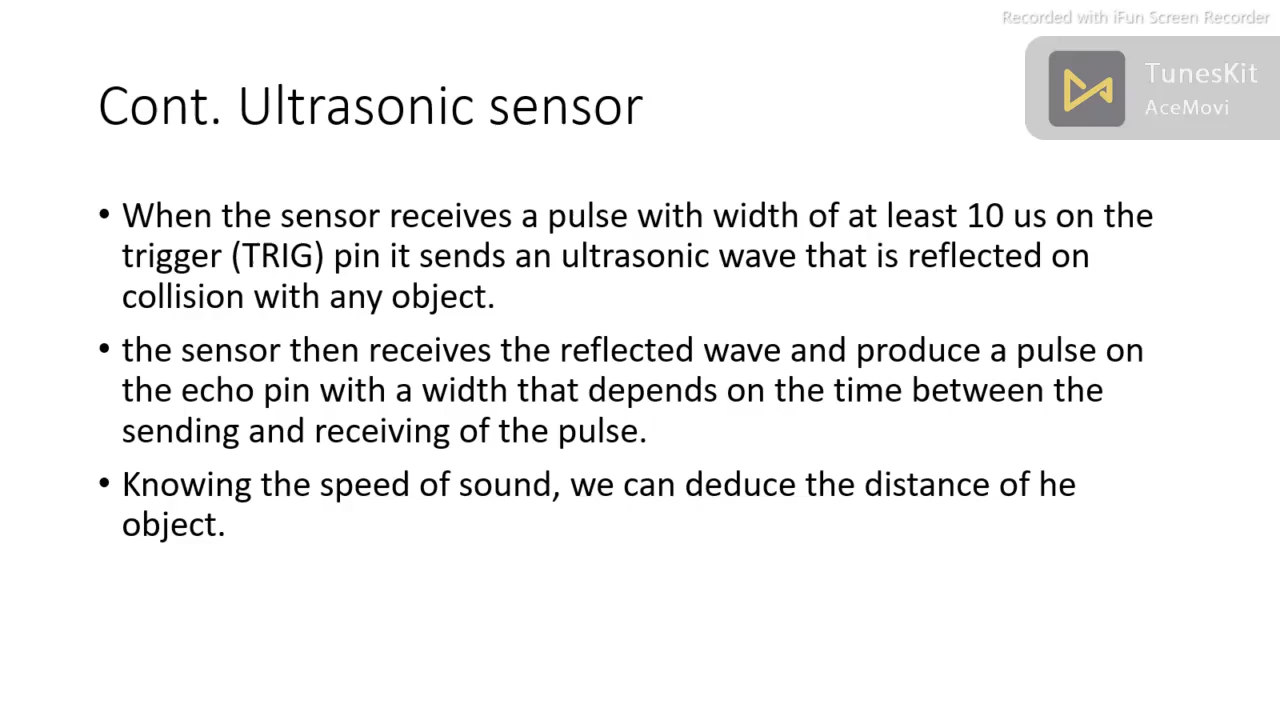 Recorded with iFun Screen Recorder
TunesKit
AceMovi
Cont. Ultrasonic sensor
• When the sensor receives a pulse with width of at least 10 us on the
trigger (TRIG) pin it sends an ultrasonic wave that is reflected on
collision with any object.
• the sensor then receives the reflected wave and produce a pulse on
the echo pin with a width that depends on the time between the
sending and receiving of the pulse.
• Knowing the speed of sound, we can deduce the distance of he
object.